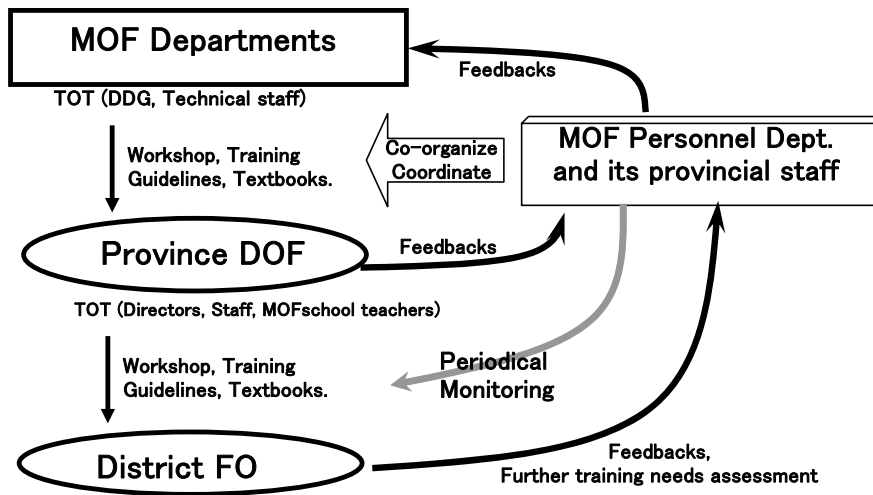 MOF Departments
Feedbacks
TOT (DDG, Technical staff)
Workshop, Training
Guidelines, Textbooks.
Co-organize
Coordinate
MOF Personnel Dept.
and its provincial staff
Province DOF
Feedbacks
TOT (Directors, Staff, MOFschool teachers)
Workshop, Training
Guidelines, Textbooks.
Periodical
Monitoring
District FO
Feedbacks,
Further training needs assessment